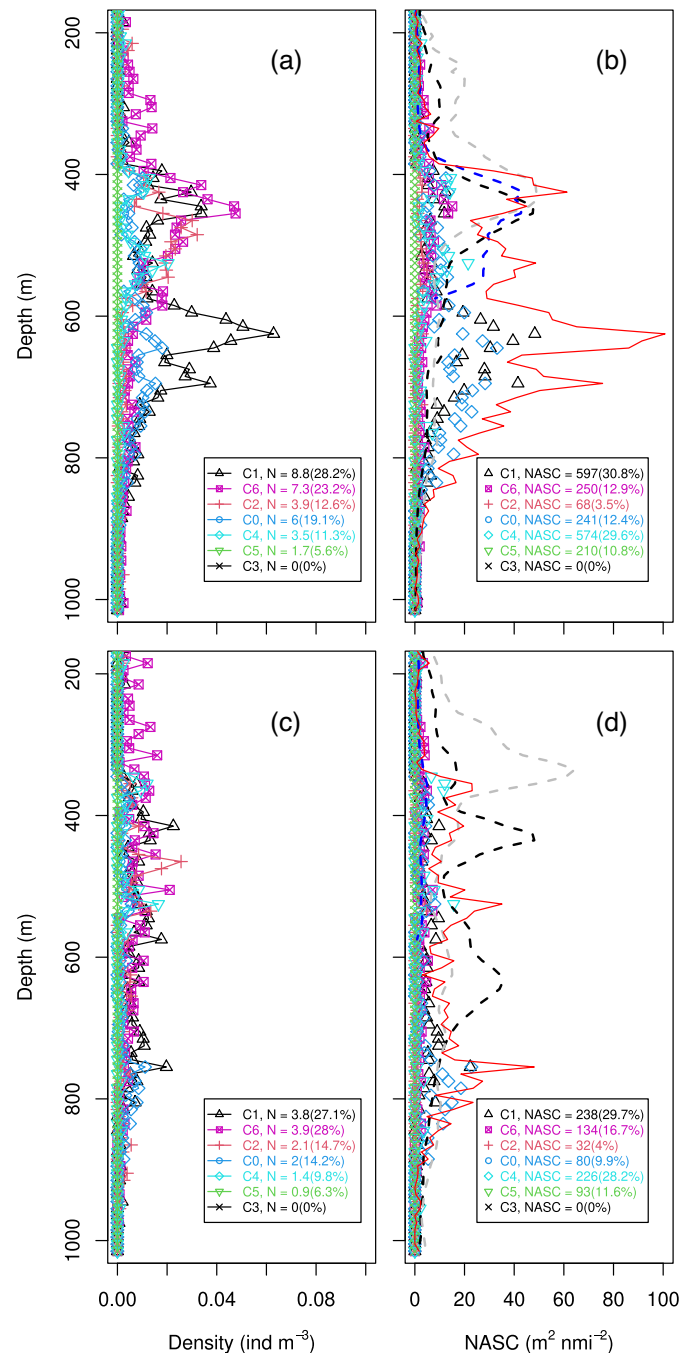 (a)
(b)
200
400
600
800
1000
Depth (m)
C1, N = 8.8(28.2%)
C6, N = 7.3(23.2%)
C2, N = 3.9(12.6%)
C0, N = 6(19.1%)
C4, N = 3.5(11.3%)
C5, N = 1.7(5.6%)
C3, N = 0(0%)
C1, NASC = 597(30.8%)
C6, NASC = 250(12.9%)
C2, NASC = 68(3.5%)
C0, NASC = 241(12.4%)
C4, NASC = 574(29.6%)
C5, NASC = 210(10.8%)
C3, NASC = 0(0%)
(c)
(d)
200
400
600
800
1000
Depth (m)
C1, N = 3.8(27.1%)
C6, N = 3.9(28%)
C2, N = 2.1(14.7%)
C0, N = 2(14.2%)
C4, N = 1.4(9.8%)
C5, N = 0.9(6.3%)
C3, N = 0(0%)
C1, NASC = 238(29.7%)
C6, NASC = 134(16.7%)
C2, NASC = 32(4%)
C0, NASC = 80(9.9%)
C4, NASC = 226(28.2%)
C5, NASC = 93(11.6%)
C3, NASC = 0(0%)
0.00 0.04 0.08
0 20 40 60 80 100
Density (ind m⁻³)
NASC (m² nmi⁻²)